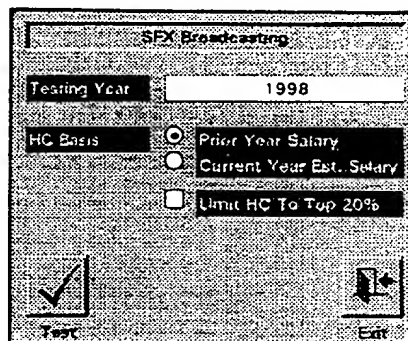 SFX Broadcasting
Testing Year 1998
HC Basis Prior Year Salary
Current Year Est. Salary
Limit HC To Top 20%
Test Exit